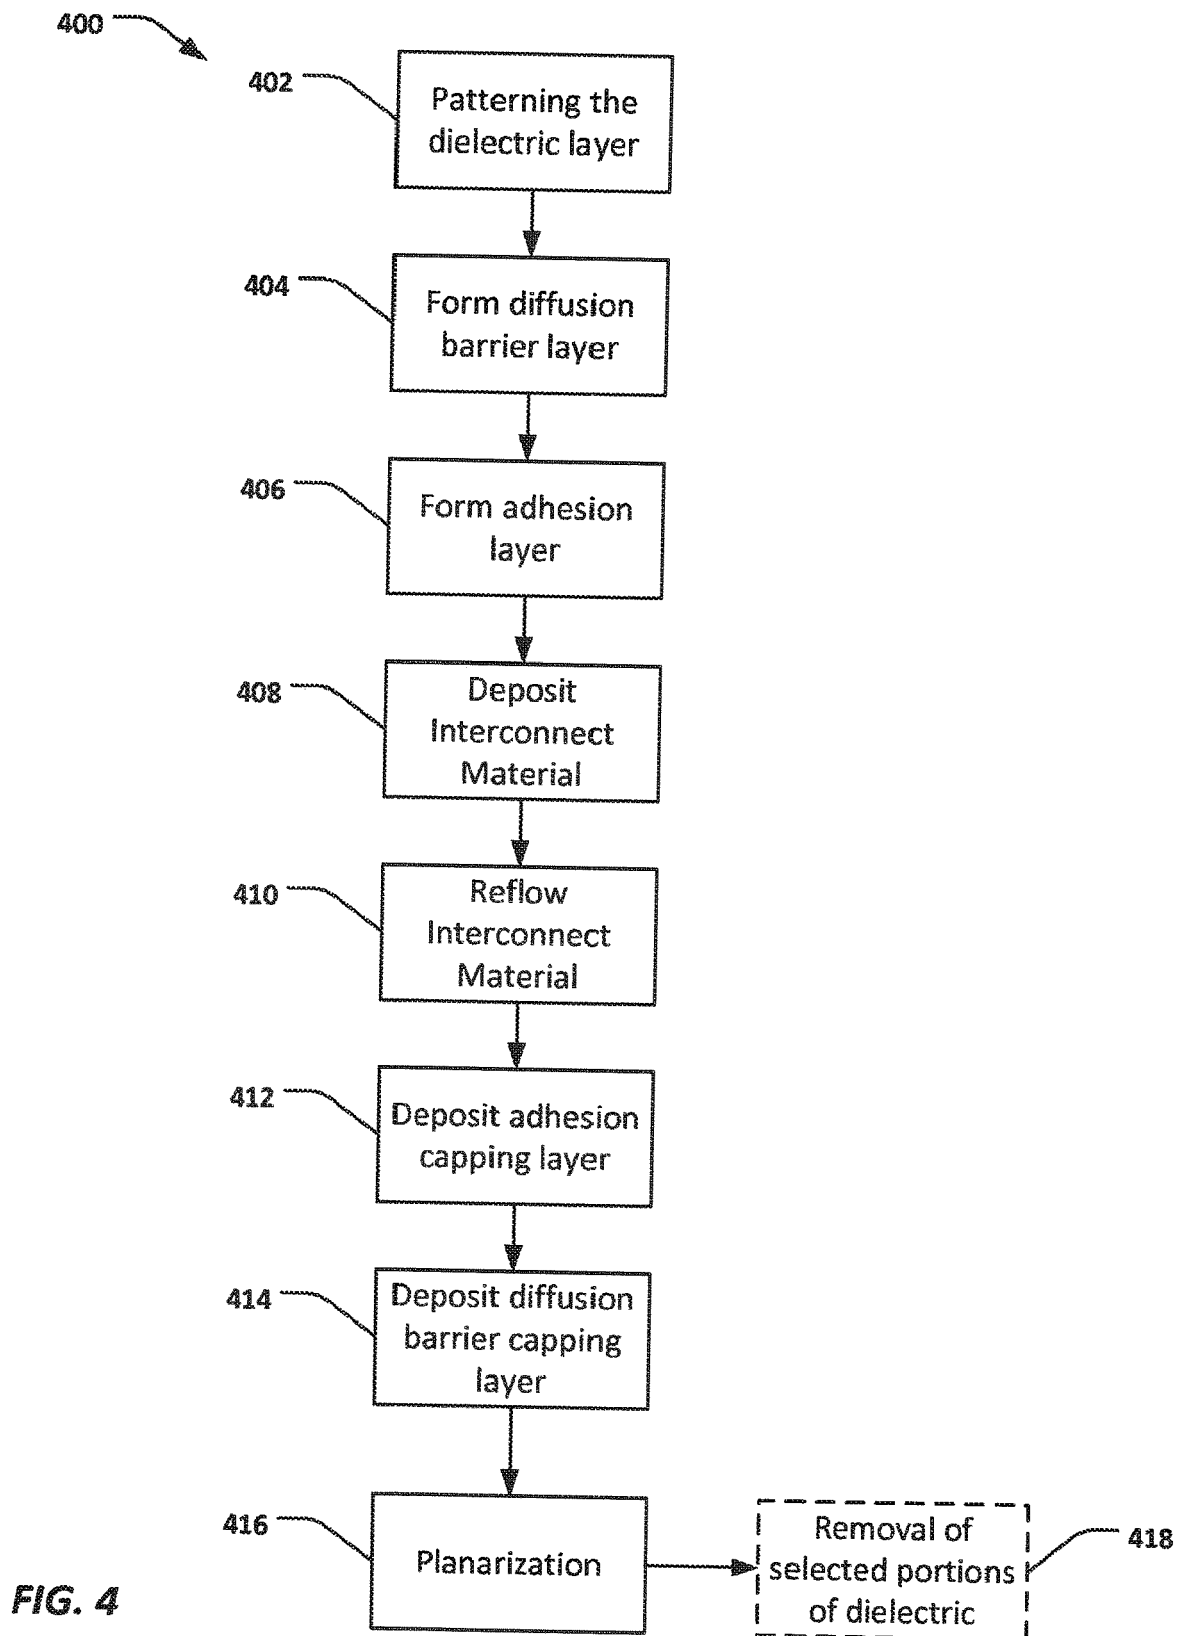 400
402
Patterning the
dielectric layer
404
Form diffusion
barrier layer
406
Form adhesion
layer
408
Deposit
Interconnect
Material
410
Reflow
Interconnect
Material
412
Deposit adhesion
capping layer
414
Deposit diffusion
barrier capping
layer
416
Planarization
Removal of
selected portions
of dielectric
418
FIG. 4